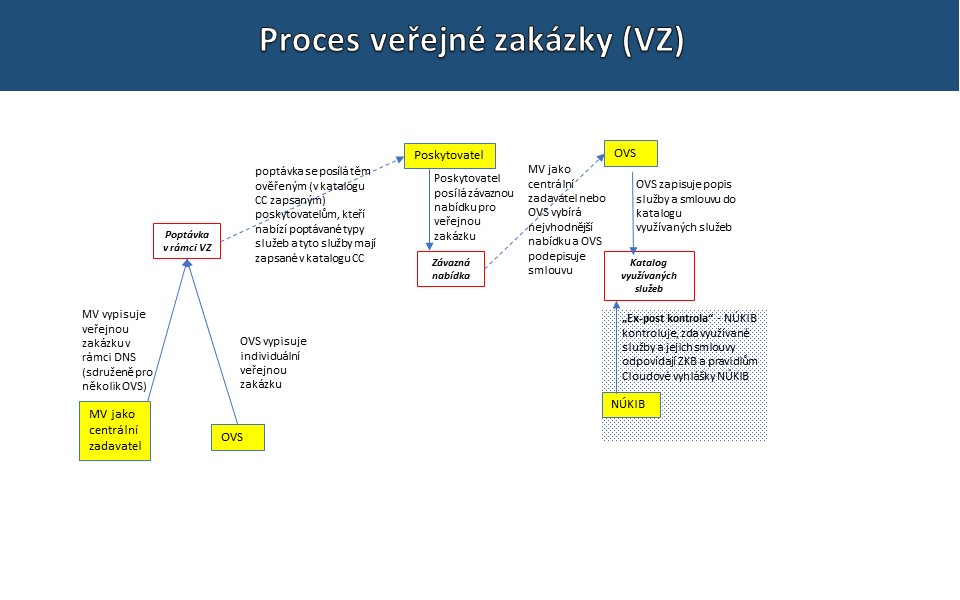 Proces veřejné zakázky (VZ)
Poskytovatel
OVS
poptávka se posílá těm
ověřeným (v katalogu
CC zapsaným)
poskytovatelům, kteří
nabízí poptávané typy
služeb a tyto služby mají
zapsané v katalogu CC
Poskytovatel
posílá závaznou
nabídku pro
veřejnou
zakázku
MV jako
centrální
zadavatel nebo
OVS vybírá
nejvhodnější
nabídku a OVS
podepisuje
smlouvu
OVS zapisuje popis
služby a smlouvu do
katalogu
využívaných služeb
Poptávka
v rámci VZ
Závazná
nabídka
Katalog
využívaných
služeb
MV vypisuje
veřejnou
zakázku v
rámci DNS
(sdruženě pro
několik OVS)
OVS vypisuje
individuální
veřejnou
zakázku
„Ex-post kontrola“ - NÚKIB
kontroluje, zda využívané
služby a jejich smlouvy
odpovídají ZKB a pravidlům
Cloudové vyhlášky NÚKIB
MV jako
centrální
zadavatel
OVS
NÚKIB